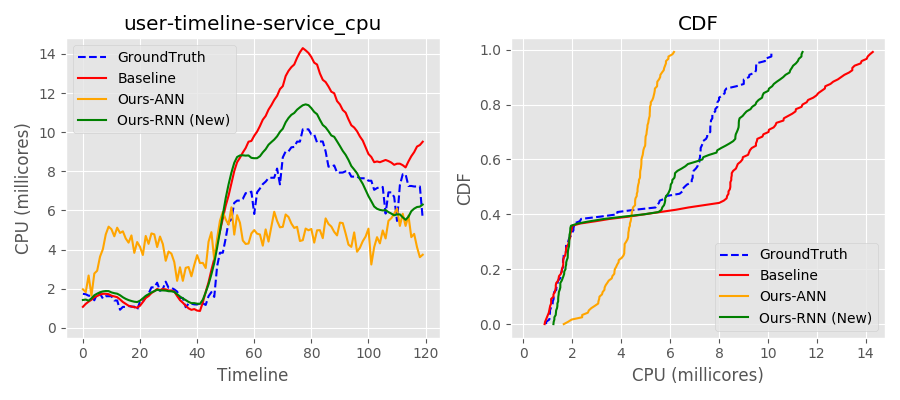 user-timeline-service_cpu
CPU (millicores)
14
12
10
8
6
4
2
0
GroundTruth
Baseline
Ours-ANN
Ours-RNN (New)
0 20 40 60 80 100 120
Timeline
CDF
CDF
1.0
0.8
0.6
0.4
0.2
0.0
GroundTruth
Baseline
Ours-ANN
Ours-RNN (New)
0 2 4 6 8 10 12 14
CPU (millicores)